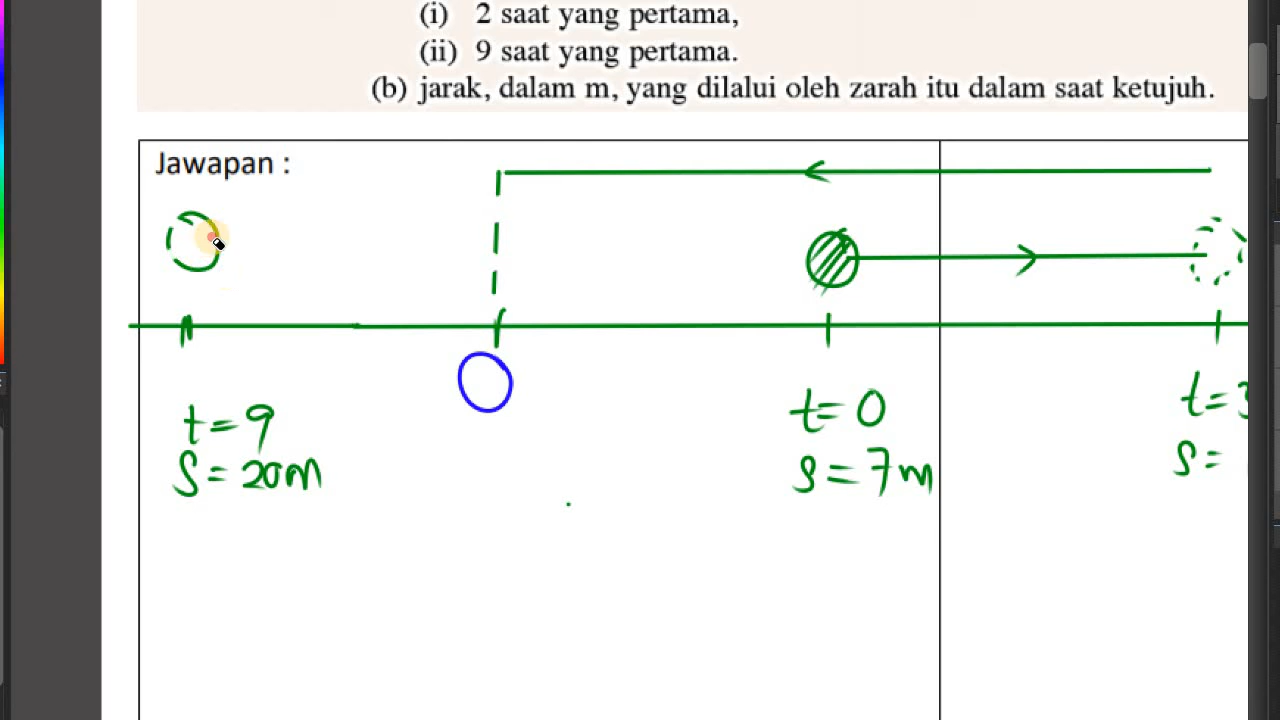 (i) 2 saat yang pertama,
(ii) 9 saat yang pertama.
(b) jarak, dalam m, yang dilalui oleh zarah itu dalam saat ketujuh.
Jawapan :
O
t=9
S=20m
t=0
s=7m
t=3
s=